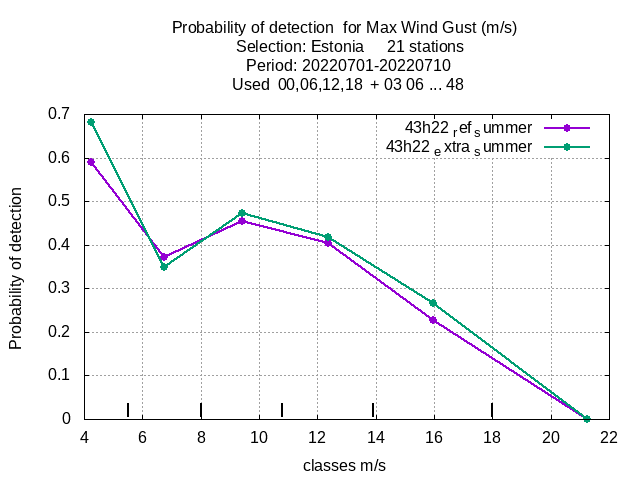 Probability of detection  for Max Wind Gust (m/s)
Selection: Estonia     21 stations
Period: 20220701-20220710
Used  00,06,12,18  + 03 06 ... 48
43h22 ref summer
43h22 extra summer
0.7
0.6
0.5
0.4
0.3
0.2
0.1
0
Probability of detection
4 6 8 10 12 14 16 18 20 22
classes m/s